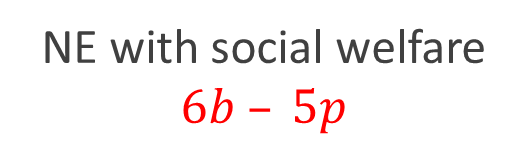 NE with social welfare
6b – 5p